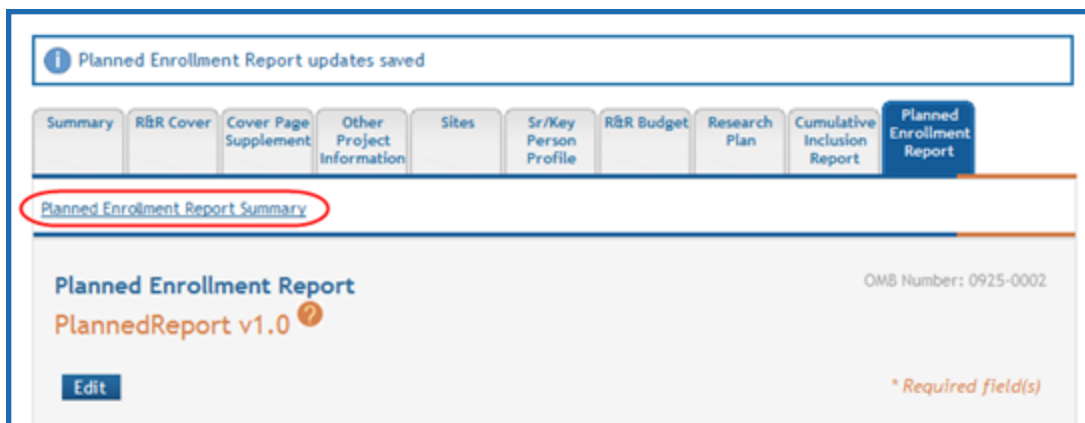 Planned Enrollment Report updates saved
Summary
R&R Cover
Cover Page
Supplement
Other
Project
Information
Sites
Sr/Key
Person
Profile
R&R Budget
Research
Plan
Cumulative
Inclusion
Report
Planned
Enrollment
Report
Planned Enrollment Report Summary
Planned Enrollment Report
OMB Number: 0925-0002
PlannedReport v1.0 ?
Edit
* Required field(s)